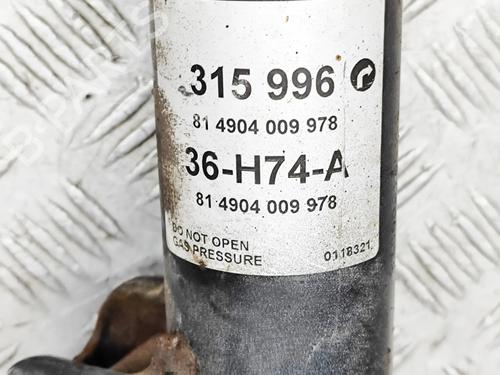 315 996
81 4904 009 978
36-H74-A
81 4904 009 978
DO NOT OPEN
GAS PRESSURE
0118321